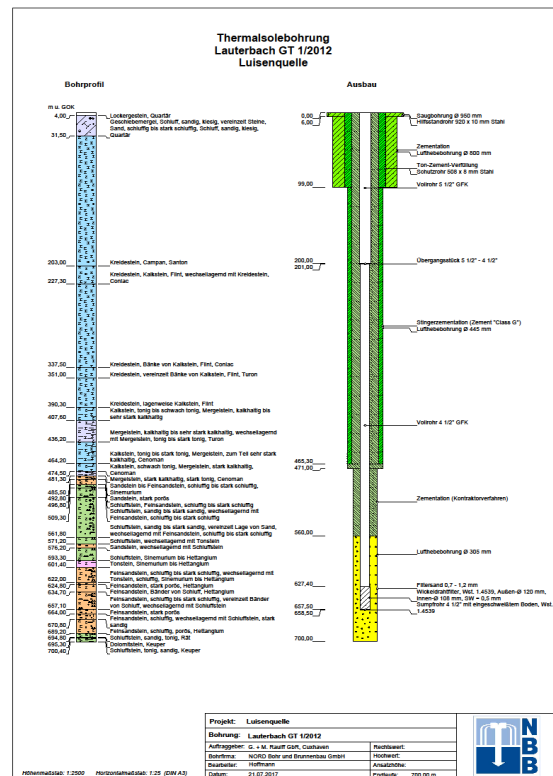 Thermalsolebohrung
Lauterbach GT 1/2012
Luisenquelle
Bohrprofil
m u. GOK
4,00
Lockergestein, Quartär
Geschiebemergel, Schluff, sandig, kiesig, vereinzelt Steine,
Sand, schluffig bis stark schluffig, Schluff, sandig, kiesig,
31,50
Quartär
203,00
Kreidestein, Campan, Santon
Kreidestein, Kalkstein, Flint, wechsellagernd mit Kreidestein,
227,30
Coniac
337,50
Kreidestein, Bänke von Kalkstein, Flint, Coniac
351,00
Kreidestein, vereinzelt Bänke von Kalkstein, Flint, Turon
390,30
Kreidestein, lagenweise Kalkstein, Flint
Kalkstein, tonig bis schwach tonig, Mergelstein, kalkhaltig bis
407,60
sehr stark kalkhaltig
Mergelstein, kalkhaltig bis sehr stark kalkhaltig, wechsellagernd
436,20
mit Mergelstein, tonig bis stark tonig, Turon
Kalkstein, tonig bis stark tonig, Mergelstein, zum Teil sehr stark
464,20
kalkhaltig, Cenoman
Kalkstein, schwach tonig, Mergelstein, stark kalkhaltig,
474,50
Cenoman
481,30
Mergelstein, stark kalkhaltig, stark tonig, Cenoman
Sandstein bis Feinsandstein, schluffig bis stark schluffig,
485,50
Sinemurium
492,80
Sandstein, stark porös
496,80
Schluffstein, Feinsandstein, schluffig bis stark schluffig
Schluffstein, sandig bis stark sandig, wechsellagernd mit
509,30
Feinsandstein, schluffig bis stark schluffig
Schluffstein, sandig bis stark sandig, vereinzelt Lage von Sand,
561,80
wechsellagernd mit Feinsandstein, schluffig bis stark schluffig
571,20
Schluffstein, wechsellagernd mit Tonstein
576,20
Sandstein, wechsellagernd mit Schluffstein
593,30
Schluffstein, Sinemurium bis Hettangium
601,40
Tonstein, Sinemurium bis Hettangium
Feinsandstein, schluffig bis stark schluffig, wechsellagernd mit
622,00
Tonstein, schluffig, Sinemurium bis Hettangium
624,80
Feinsandstein, stark porös, Hettangium
634,70
Feinsandstein, Bänder von Schluff, Hettangium
Feinsandstein, schluffig bis stark schluffig, vereinzelt Bänder
657,10
von Schluff, wechsellagernd mit Schluffstein
664,00
Feinsandstein, stark porös
Feinsandstein, schluffig, wechsellagernd mit Schluffstein, stark
sandig
689,20
Feinsandstein, schluffig, porös, Hettangium
694,80
Schluffstein, sandig, tonig, Rät
695,30
Dolomitstein, Keuper
700,40
Schluffstein, tonig, sandig, Keuper
Ausbau
0,00
Saugbohrung Ø 950 mm
6,00
Hilfsstandrohr 920 x 10 mm Stahl
Zementation
Lufthebebohrung Ø 800 mm
Ton-Zement-Verfüllung
Schutzrohr 508 x 8 mm Stahl
99,00
Vollrohr 5 1/2" GFK
200,00
Übergangsstück 5 1/2" - 4 1/2"
201,00
Stingerzementation (Zement "Class G")
Lufthebebohrung Ø 445 mm
Vollrohr 4 1/2" GFK
465,30
471,00
Zementation (Kontraktorverfahren)
560,00
Lufthebebohrung Ø 305 mm
627,40
Filtersand 0,7 - 1,2 mm
Wickeldrahtfilter, Wst. 1.4539, Außen-Ø 120 mm,
Innen-Ø 108 mm, SW = 0,5 mm
657,50
Sumpfrohr 4 1/2" mit eingeschweißtem Boden, Wst.
658,50
1.4539
700,00
Projekt: Luisenquelle
Bohrung: Lauterbach GT 1/2012
Auftraggeber: G. + M. Rauiff GbR, Cuxhaven
Rechtswert:
Bohrfirma: NORD Bohr und Brunnenbau GmbH
Hochwert:
Bearbeiter: Hoffmann
Ansatzhöhe:
Datum: 21.07.2017
Endteufe: 700,00 m
NBB
Höhenmaßstab: 1:2500 Horizontalmaßstab: 1:25 (DIN A3)